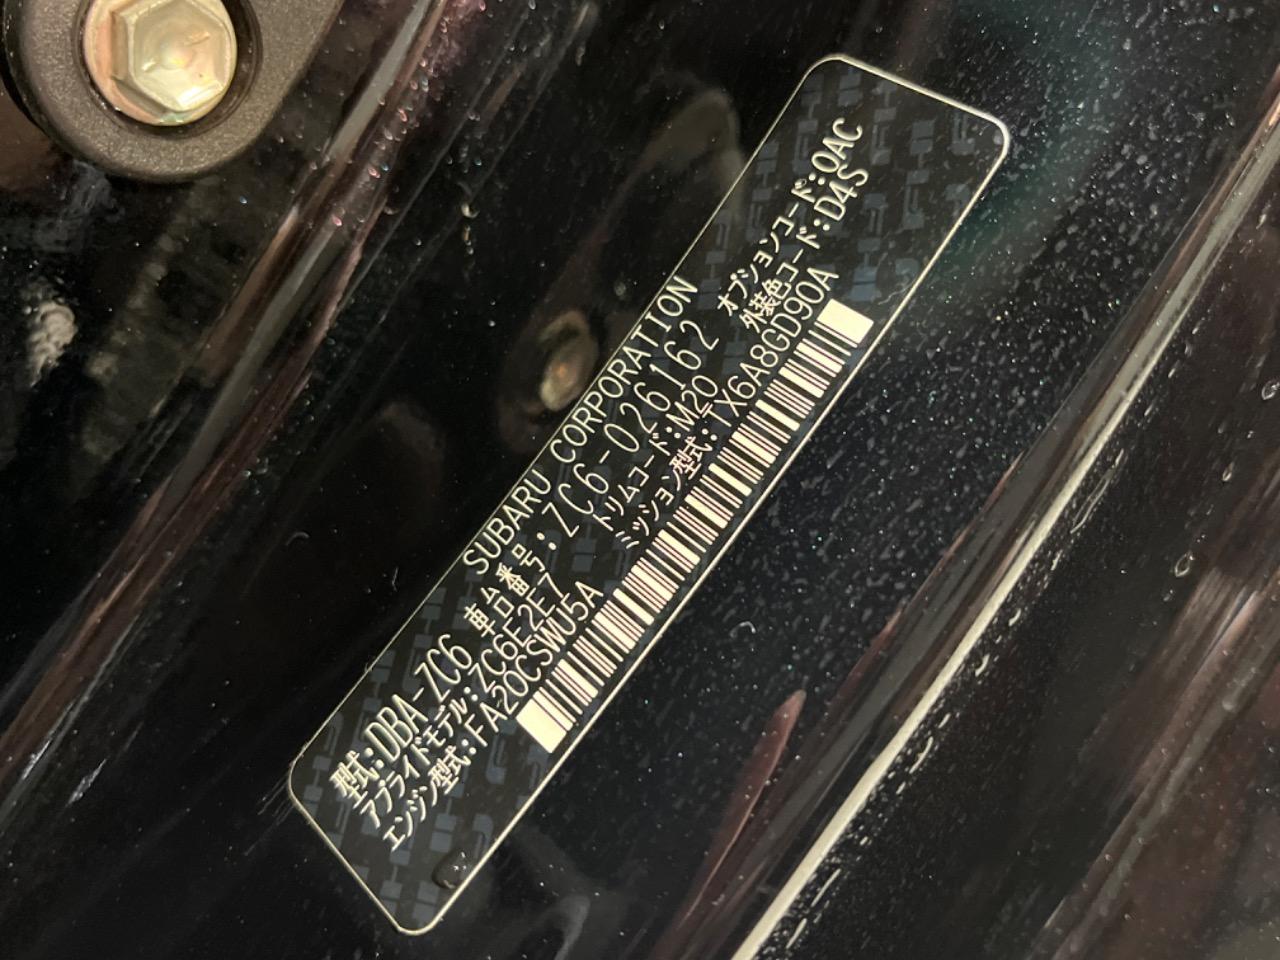 SUBARU CORPORATION
型式:DBA-ZC6 車台番号:ZC6-026162 オプションコード:QAC
アプライドモデル:ZC6E2E7 トリムコード:M20 外装色コード:D4S
エンジン型式:FA20CSWU5A ミッション型式:TX6A8GD90A